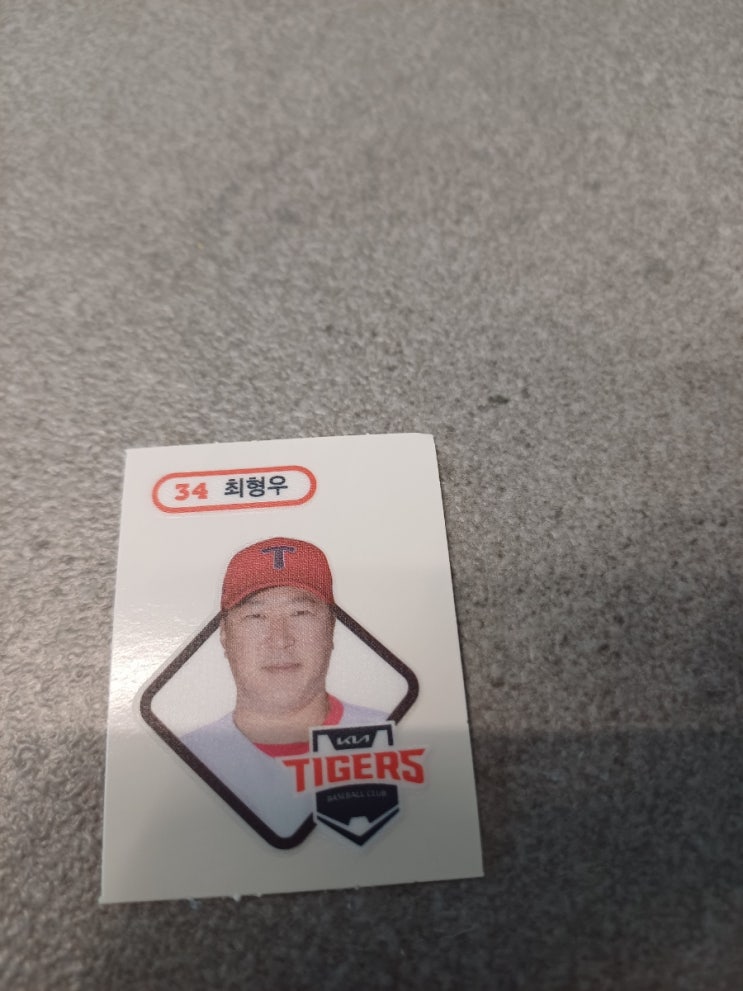 34 최형우
T
KIA
TIGERS
BASEBALL CLUB